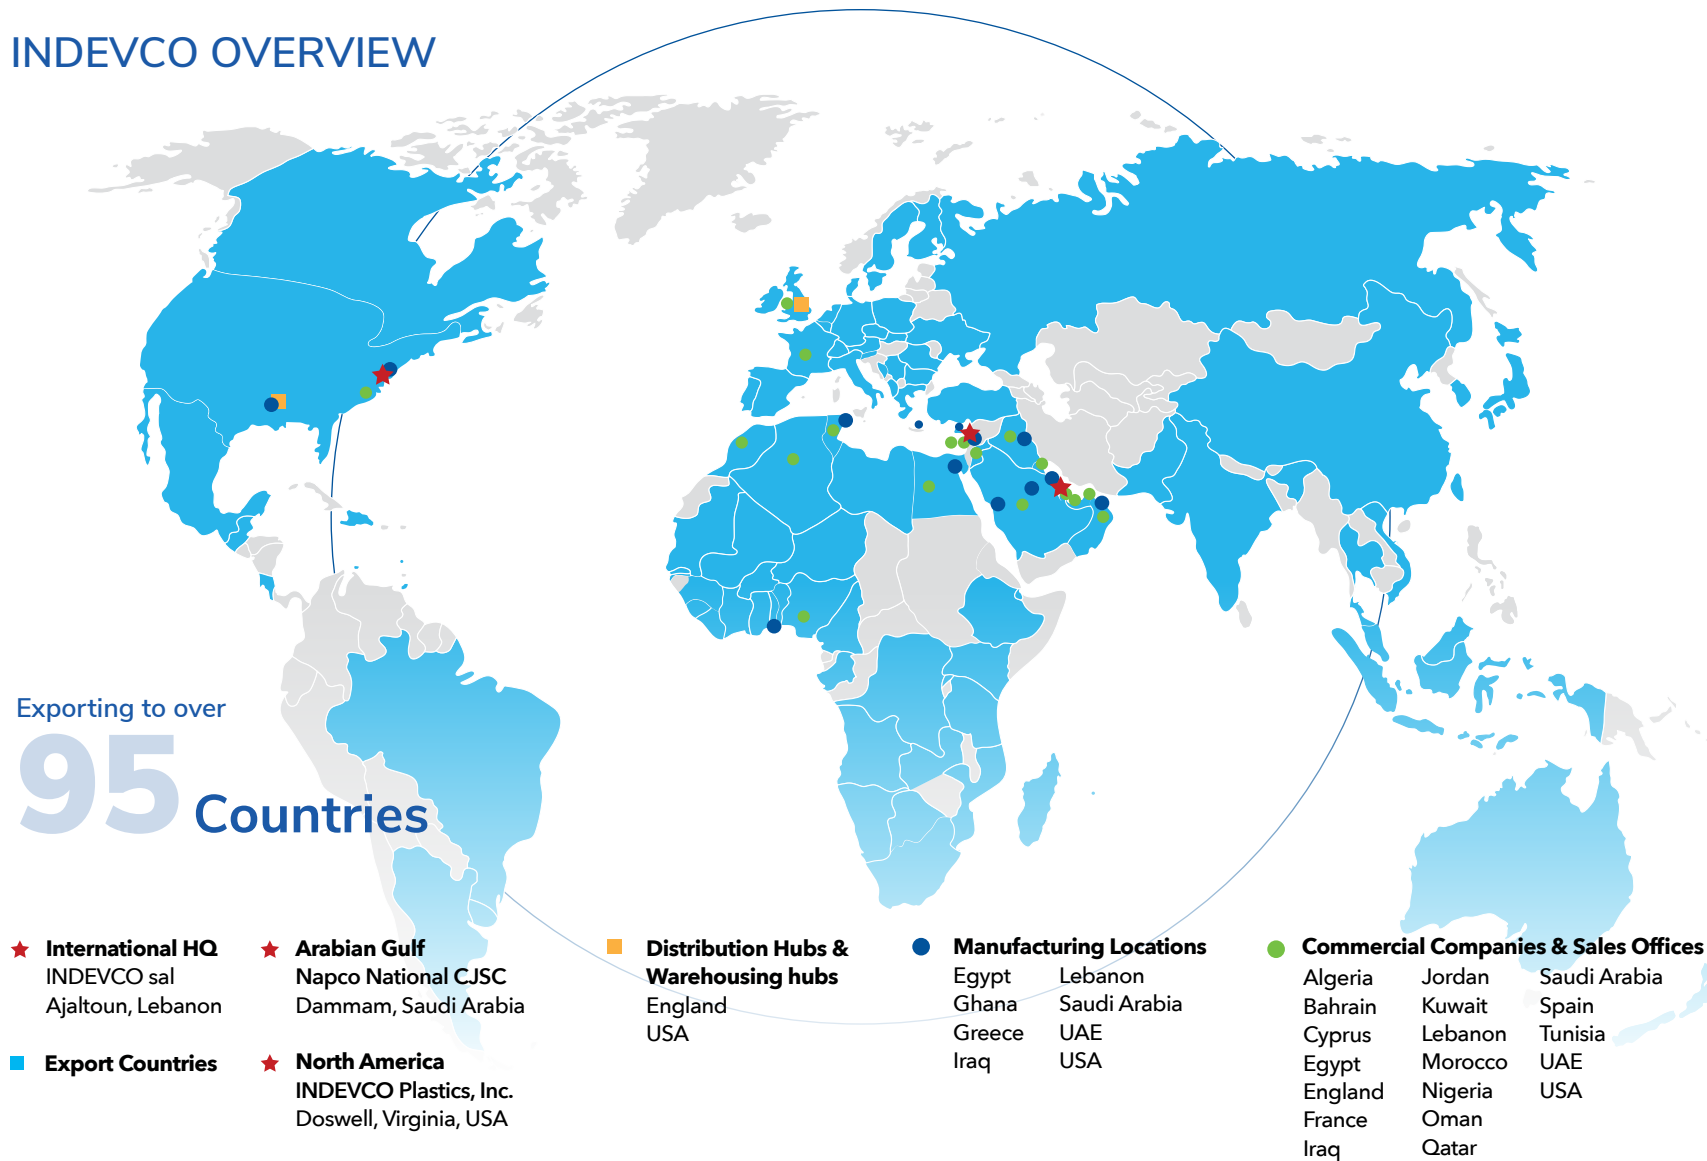 INDEVCO OVERVIEW
Exporting to over
95 Countries
International HQ
INDEVCO sal
Ajaltoun, Lebanon
Export Countries
Arabian Gulf
Napco National CJSC
Dammam, Saudi Arabia
North America
INDEVCO Plastics, Inc.
Doswell, Virginia, USA
Distribution Hubs &
Warehousing hubs
England
USA
Manufacturing Locations
Egypt
Ghana
Greece
Iraq
Lebanon
Saudi Arabia
UAE
USA
Commercial Companies & Sales Offices
Algeria
Bahrain
Cyprus
Egypt
England
France
Iraq
Jordan
Kuwait
Lebanon
Morocco
Nigeria
Oman
Qatar
Saudi Arabia
Spain
Tunisia
UAE
USA